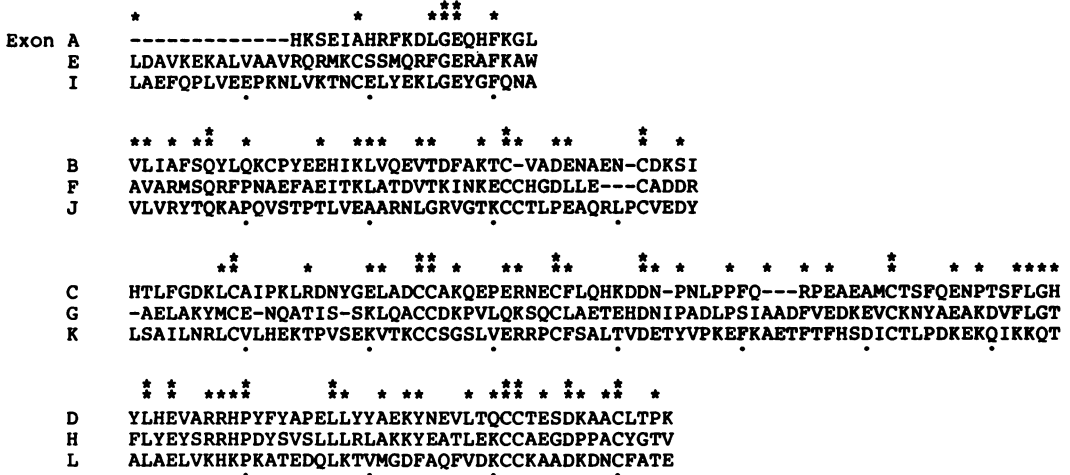 Exon A -------------HKSEIAHRFKDLGEQHFKGL
E LDAVKEKALVAAVRQRMKCSSMQRFGERAFKAW
I LAEFQPLVEEPKNLVKTNCELYEKLGEYGFQNA
B VLIAFSQYLQKCPYEEHIKLVQEVTDFAKTC-VADENAEN-CDKSI
F AVARMSQRFPNAEFAEITKLATDVTKINKECCHGDLLE---CADDR
J VLVRYTQKAPQVSTPTLVEAARNLGRVGTKCCTLPEAQRLPCVEDY
C HTLFGDKLCAIPKLRDNYGELADCCAKQEPERNECFLQHKDDN-PNLPPFQ---RPEAEAMCTSFQENPTSFLGH
G -AELAKYMCE-NQATIS-SKLQACCDKPVLQKSQCLAETEHDNIPADLPSIAADFVEDKEVCKNYAEAKDVFLGT
K LSAILNRLCVLHEKTPVSEKVTKCCSGSLVERRPCFSALTVDETYVPKEFKAETFTFHSDICTLPDKEKQIKKQT
D YLHEVARRHPYFYAPELLYYAEKYNEVLTQCCTESDKAACLTPK
H FLYEYSRRHPDYSVSLLLRLAKKYEATLEKCCAEGDPPACYGTV
L ALAELVKHKPKATEDQLKTVMGDFAQFVDKCCKAADKDNCFATE